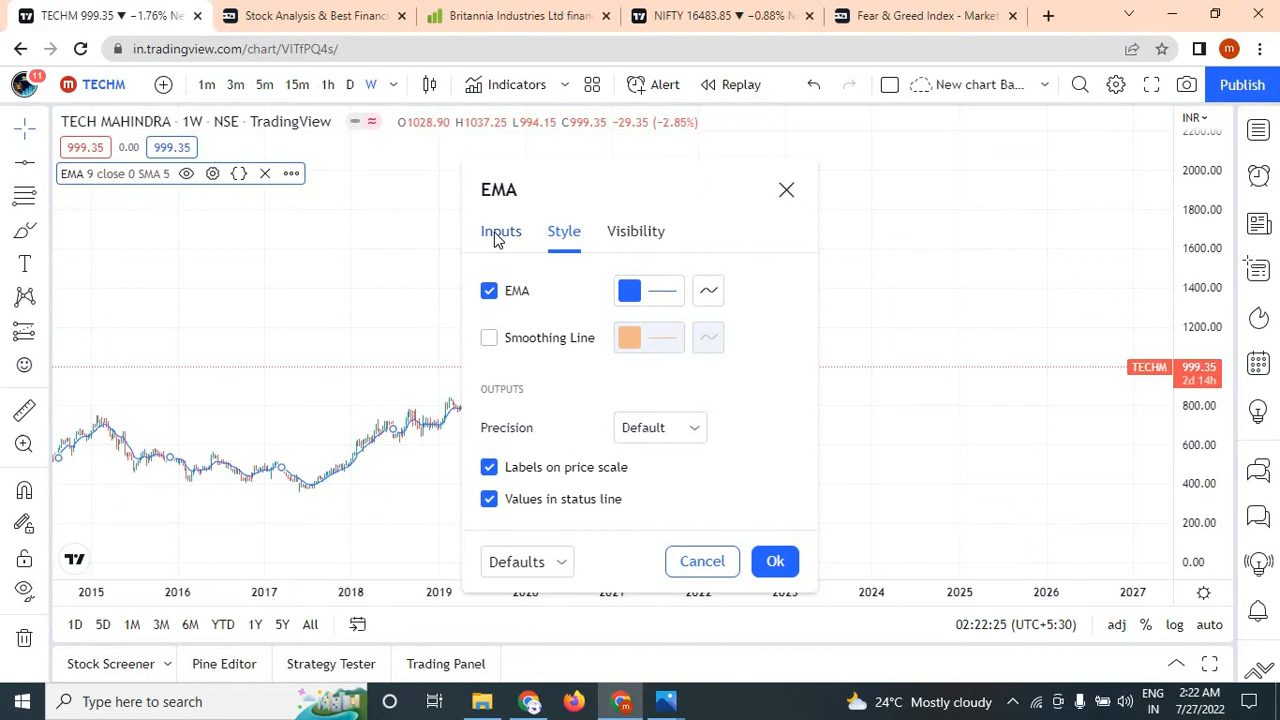 TECHM 999.35 ▼ −1.76% Ne
Stock Analysis & Best Financi
Britannia Industries Ltd finan
NIFTY 16483.85 ▼ −0.88% N
Fear & Greed Index - Market
in.tradingview.com/chart/VITfPQ4s/
m
11
TECHM
1m 3m 5m 15m 1h D W
Indicators
Alert
Replay
New chart Ba...
Publish
TECH MAHINDRA · 1W · NSE · TradingView
O1028.90 H1037.25 L994.15 C999.35 −29.35 (−2.85%)
INR
999.35 0.00 999.35
EMA 9 close 0 SMA 5
EMA
Inputs Style Visibility
EMA
Smoothing Line
OUTPUTS
Precision Default
Labels on price scale
Values in status line
Defaults Cancel Ok
2200.00
2000.00
1800.00
1600.00
1400.00
1200.00
TECHM 999.35
2d 14h
800.00
600.00
400.00
200.00
0.00
2015 2016 2017 2018 2019 2020 2021 2022 2023 2024 2025 2026 2027
1D 5D 1M 3M 6M YTD 1Y 5Y All
02:22:25 (UTC+5:30) adj % log auto
Stock Screener Pine Editor Strategy Tester Trading Panel
Type here to search
24°C Mostly cloudy
ENG
IN
2:22 AM
7/27/2022